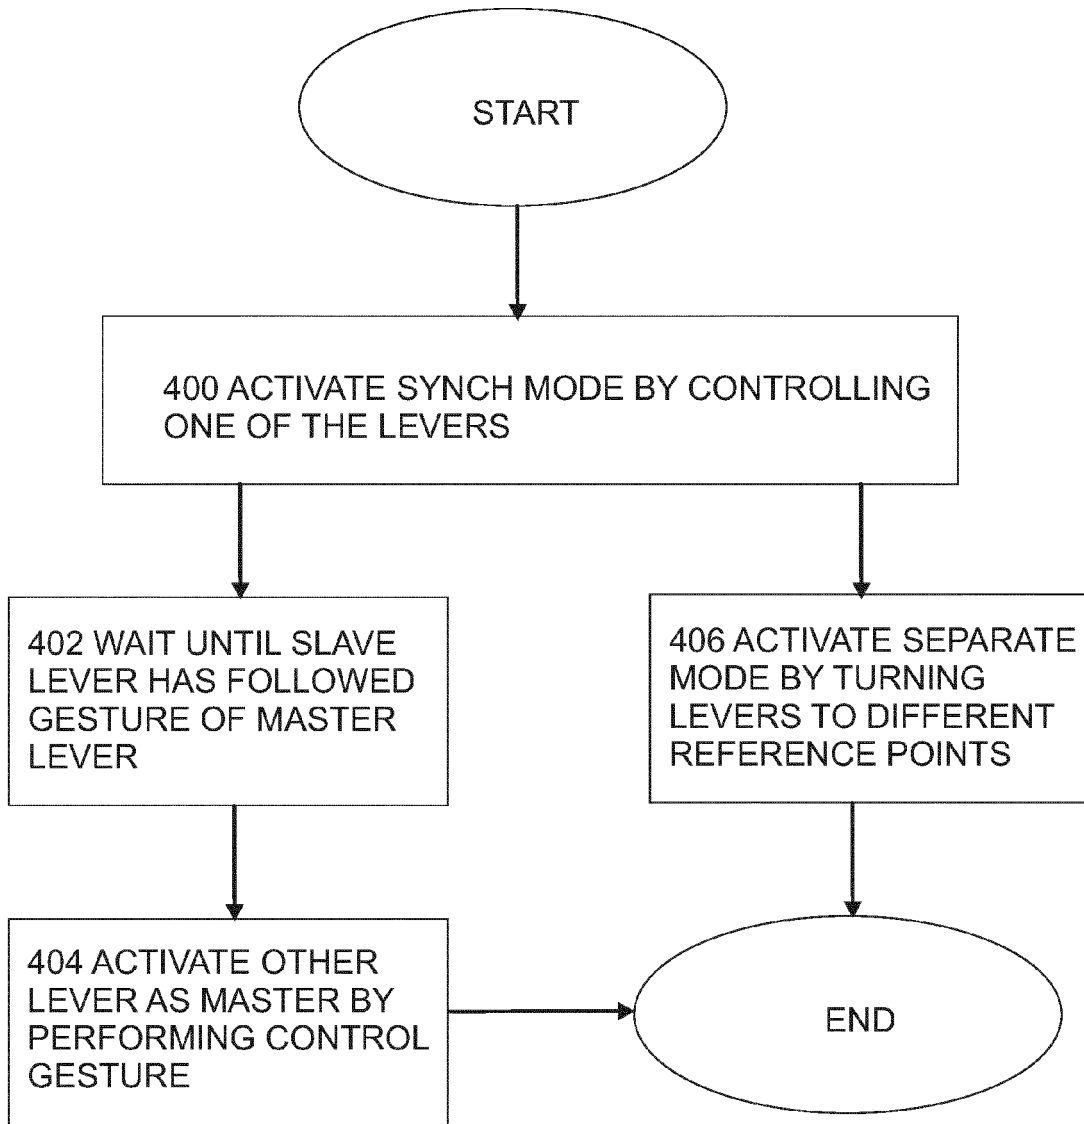 START
400 ACTIVATE SYNCH MODE BY CONTROLLING
ONE OF THE LEVERS
402 WAIT UNTIL SLAVE
LEVER HAS FOLLOWED
GESTURE OF MASTER
LEVER
406 ACTIVATE SEPARATE
MODE BY TURNING
LEVERS TO DIFFERENT
REFERENCE POINTS
404 ACTIVATE OTHER
LEVER AS MASTER BY
PERFORMING CONTROL
GESTURE
END